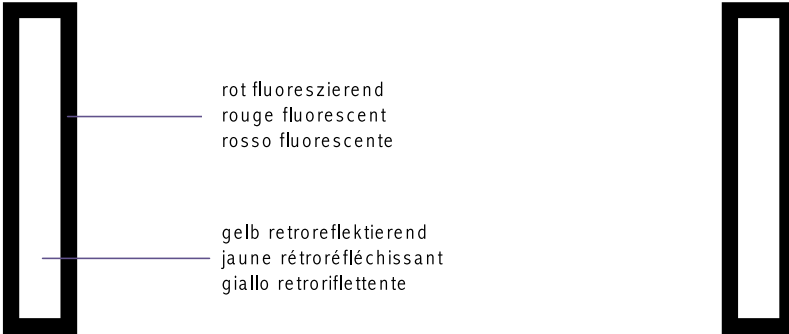 rot fluoreszierend
rouge fluorescent
rosso fluorescente
gelb retroreflektierend
jaune rétroréfléchissant
giallo retroriflettente